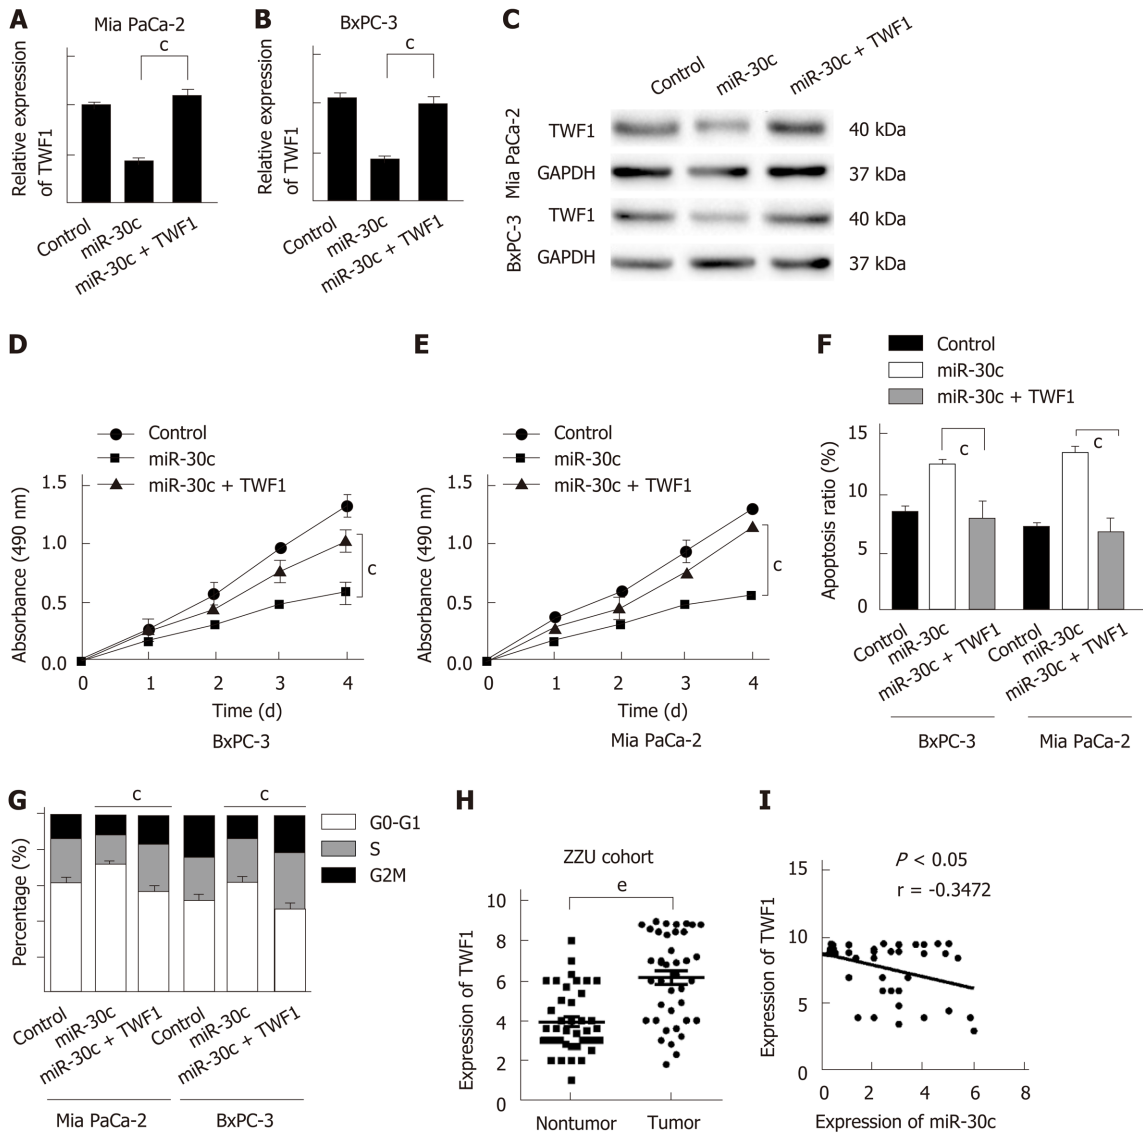 A
Mia PaCa-2
c
Relative expression
of TWF1
Control
miR-30c
miR-30c + TWF1
B
BxPC-3
c
Relative expression
of TWF1
Control
miR-30c
miR-30c + TWF1
C
Control
miR-30c
miR-30c + TWF1
Mia PaCa-2
TWF1
40 kDa
GAPDH
37 kDa
BxPC-3
TWF1
40 kDa
GAPDH
37 kDa
D
Control
miR-30c
miR-30c + TWF1
Absorbance (490 nm)
1.5
1.0
0.5
0.0
c
0 1 2 3 4
Time (d)
BxPC-3
E
Control
miR-30c
miR-30c + TWF1
Absorbance (490 nm)
1.5
1.0
0.5
0.0
c
0 1 2 3 4
Time (d)
Mia PaCa-2
F
Control
miR-30c
miR-30c + TWF1
Apoptosis ratio (%)
15
10
5
0
c
c
Control
miR-30c
miR-30c + TWF1
Control
miR-30c
miR-30c + TWF1
BxPC-3
Mia PaCa-2
G
c
c
Percentage (%)
G0-G1
S
G2M
Control
miR-30c
miR-30c + TWF1
Control
miR-30c
miR-30c + TWF1
Mia PaCa-2
BxPC-3
H
ZZU cohort
e
Expression of TWF1
10
8
6
4
2
0
Nontumor
Tumor
I
P < 0.05
r = -0.3472
Expression of TWF1
15
10
5
0
0 2 4 6 8
Expression of miR-30c